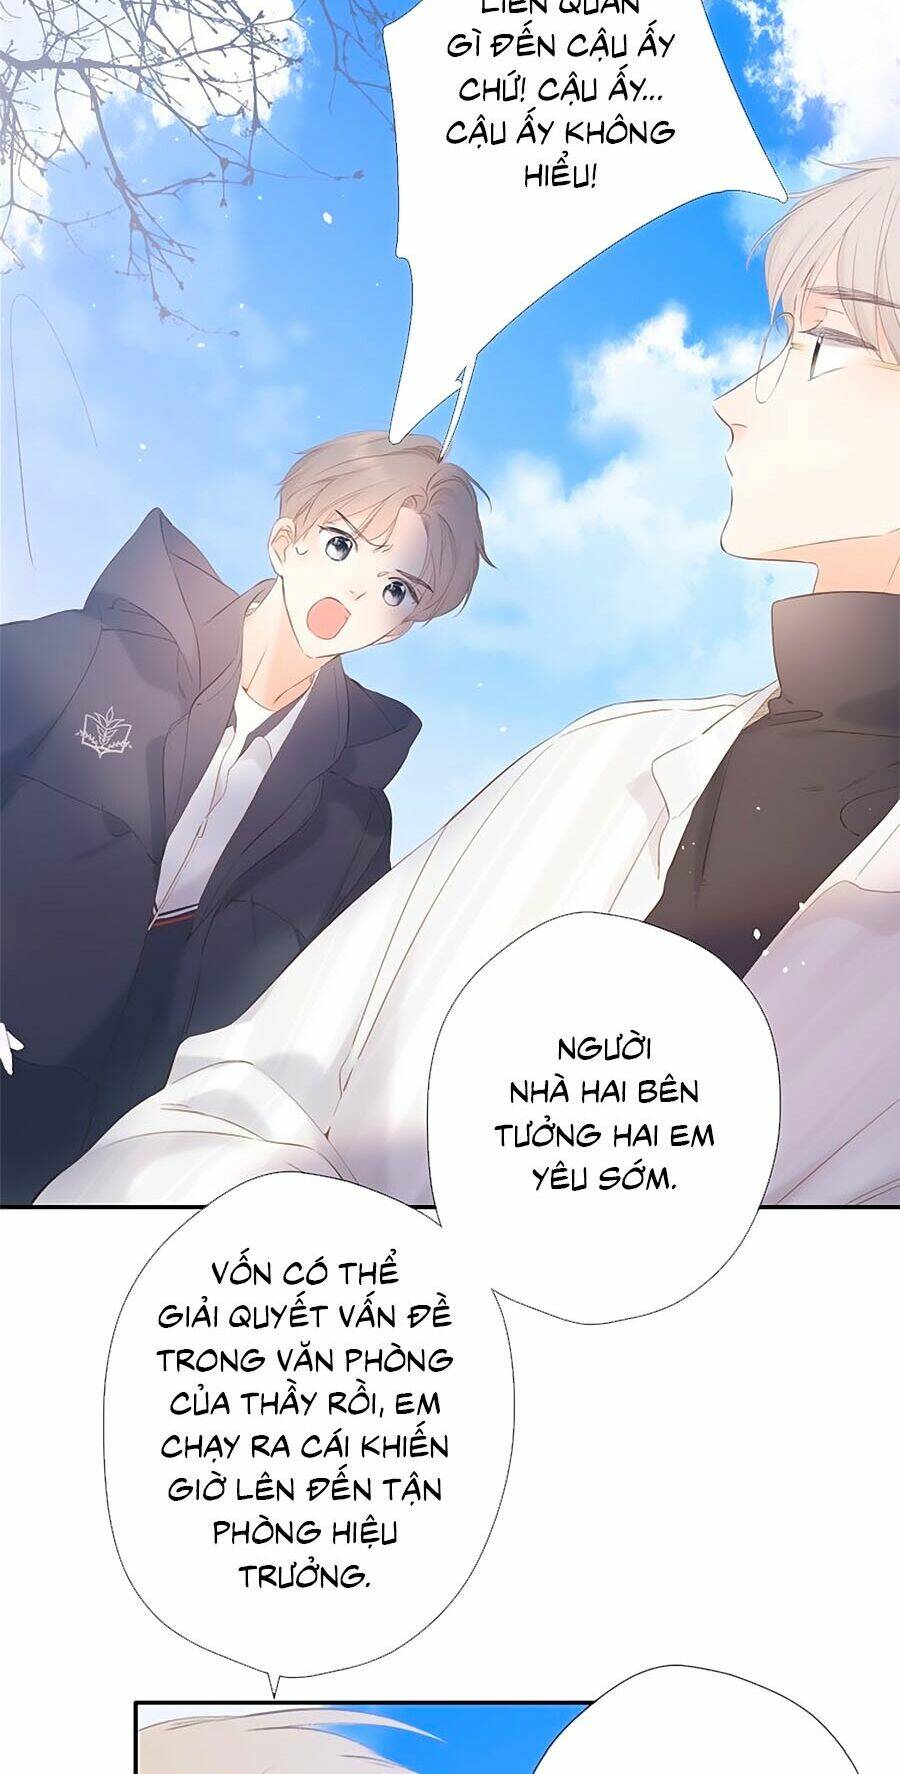 LIÊN QUAN
GÌ ĐẾN CẬU ẤY
CHỨ! CẬU ẤY...
CẬU ẤY KHÔNG
HIỂU!
NGƯỜI
NHÀ HAI BÊN
TƯỞNG HAI EM
YÊU SỚM.
VỐN CÓ THỂ
GIẢI QUYẾT VẤN ĐỀ
TRONG VĂN PHÒNG
CỦA THẦY RỒI, EM
CHẠY RA CÁI KHIẾN
GIỜ LÊN ĐẾN TẬN
PHÒNG HIỆU
TRƯỞNG.